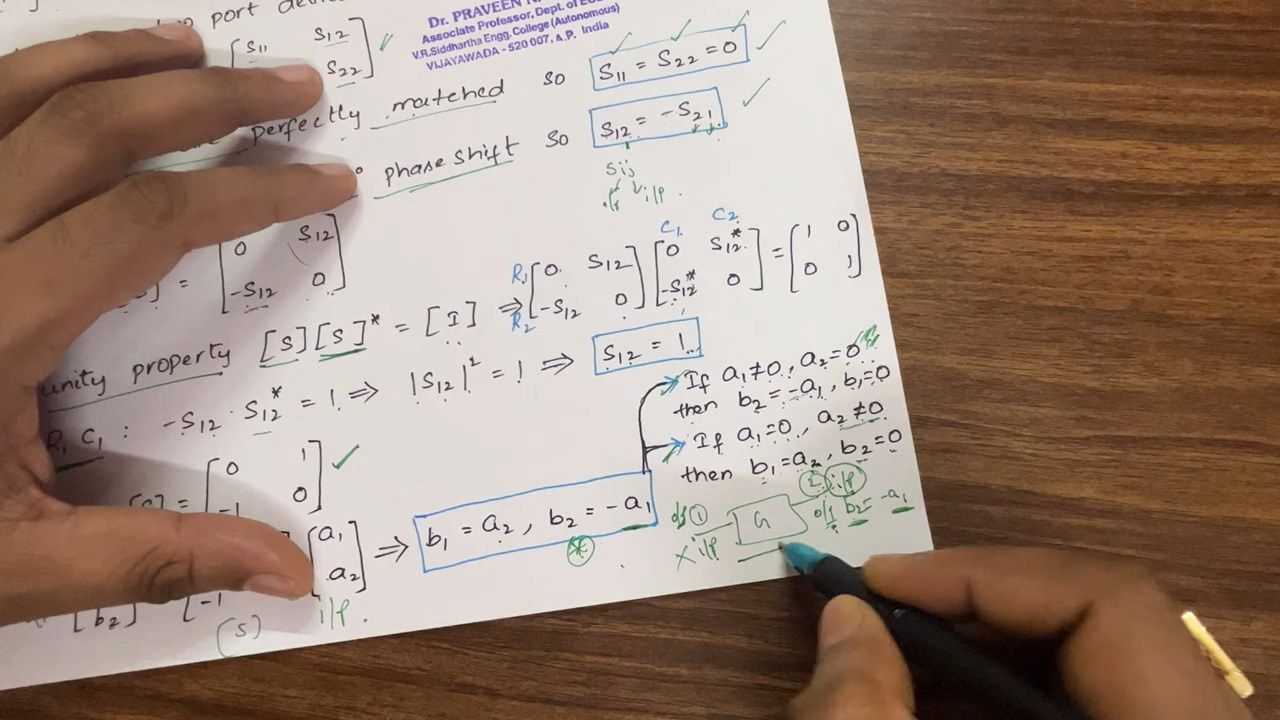 port
Dr. PRAVEEN
Associate Professor, Dept. of
V.R.Siddhartha Engg. College (Autonomous)
VIJAYAWADA - 520 007, A.P. India
[S11 S12
S22]
perfectly matched so S11 = S22 = 0
phase shift so S12 = -S21
Sij
o/p i/p
= [0 S12
-S12 0]
C1 C2
unity property [S][S]* = [I] ⇒ R1 R2 [0 S12
-S12 0] [0 S12*
-S12* 0] = [1 0
0 1]
R1 C1 : -S12 . S12* = 1 ⇒ |S12|² = 1 ⇒ S12 = 1
If a1≠0, a2=0
then b2=-a1, b1=0
If a1=0, a2≠0
then b1=a2, b2=0
= [0 1
-1 0]
[a1
a2] ⇒ b1 = a2, b2 = -a1
[b2] [-1
[S] i/p.
① G ② i/p
o/p b2=-a1
x i/p